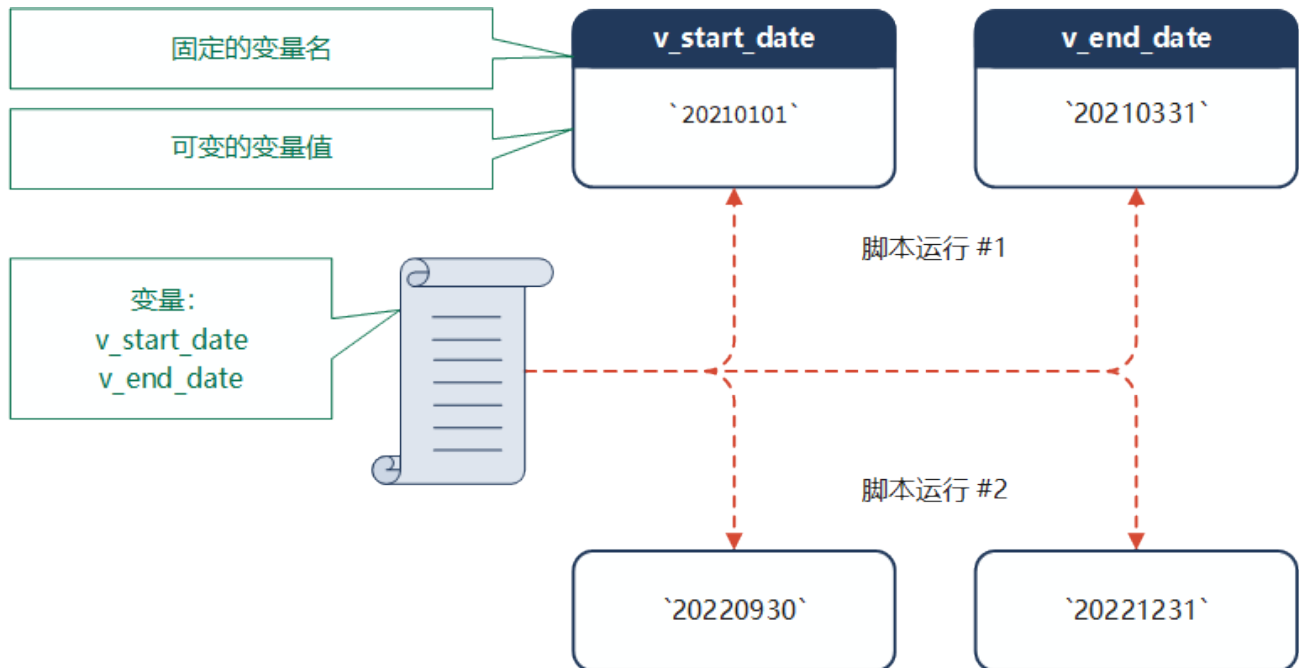 固定的变量名
v_start_date
v_end_date
`20210101`
`20210331`
可变的变量值
脚本运行 #1
变量:
v_start_date
v_end_date
脚本运行 #2
`20220930`
`20221231`